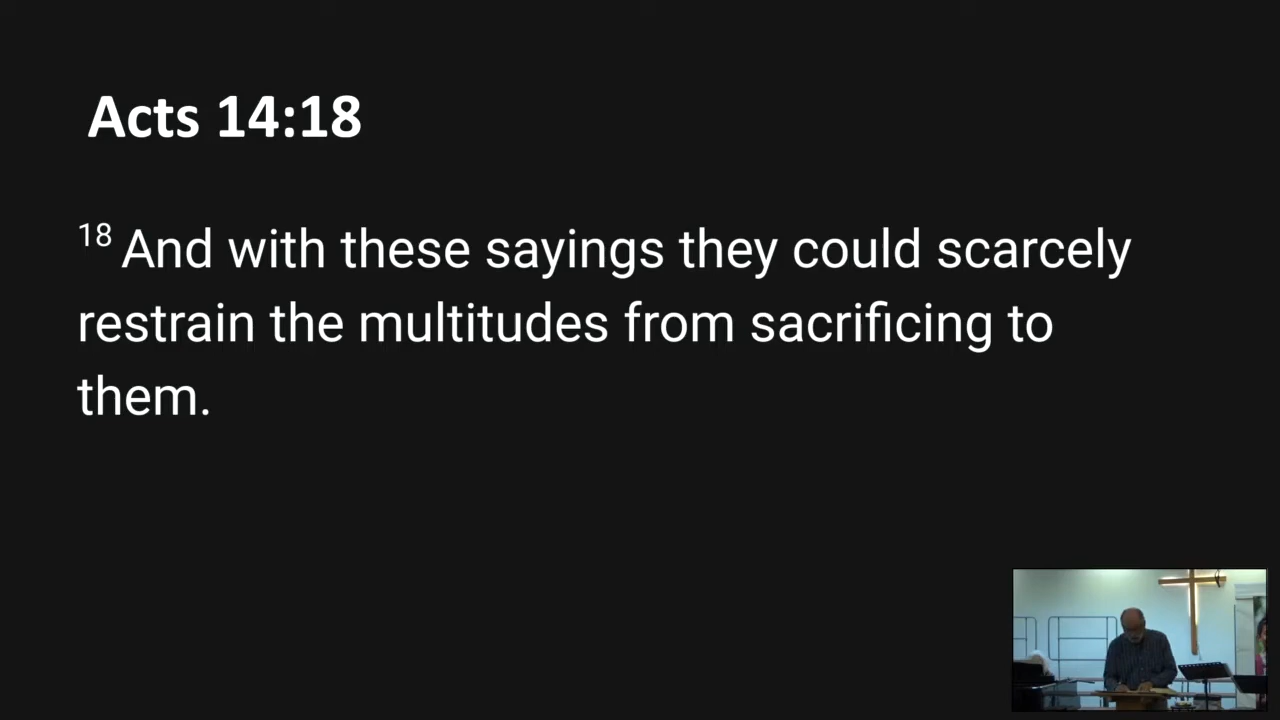 Acts 14:18
18 And with these sayings they could scarcely
restrain the multitudes from sacrificing to
them.